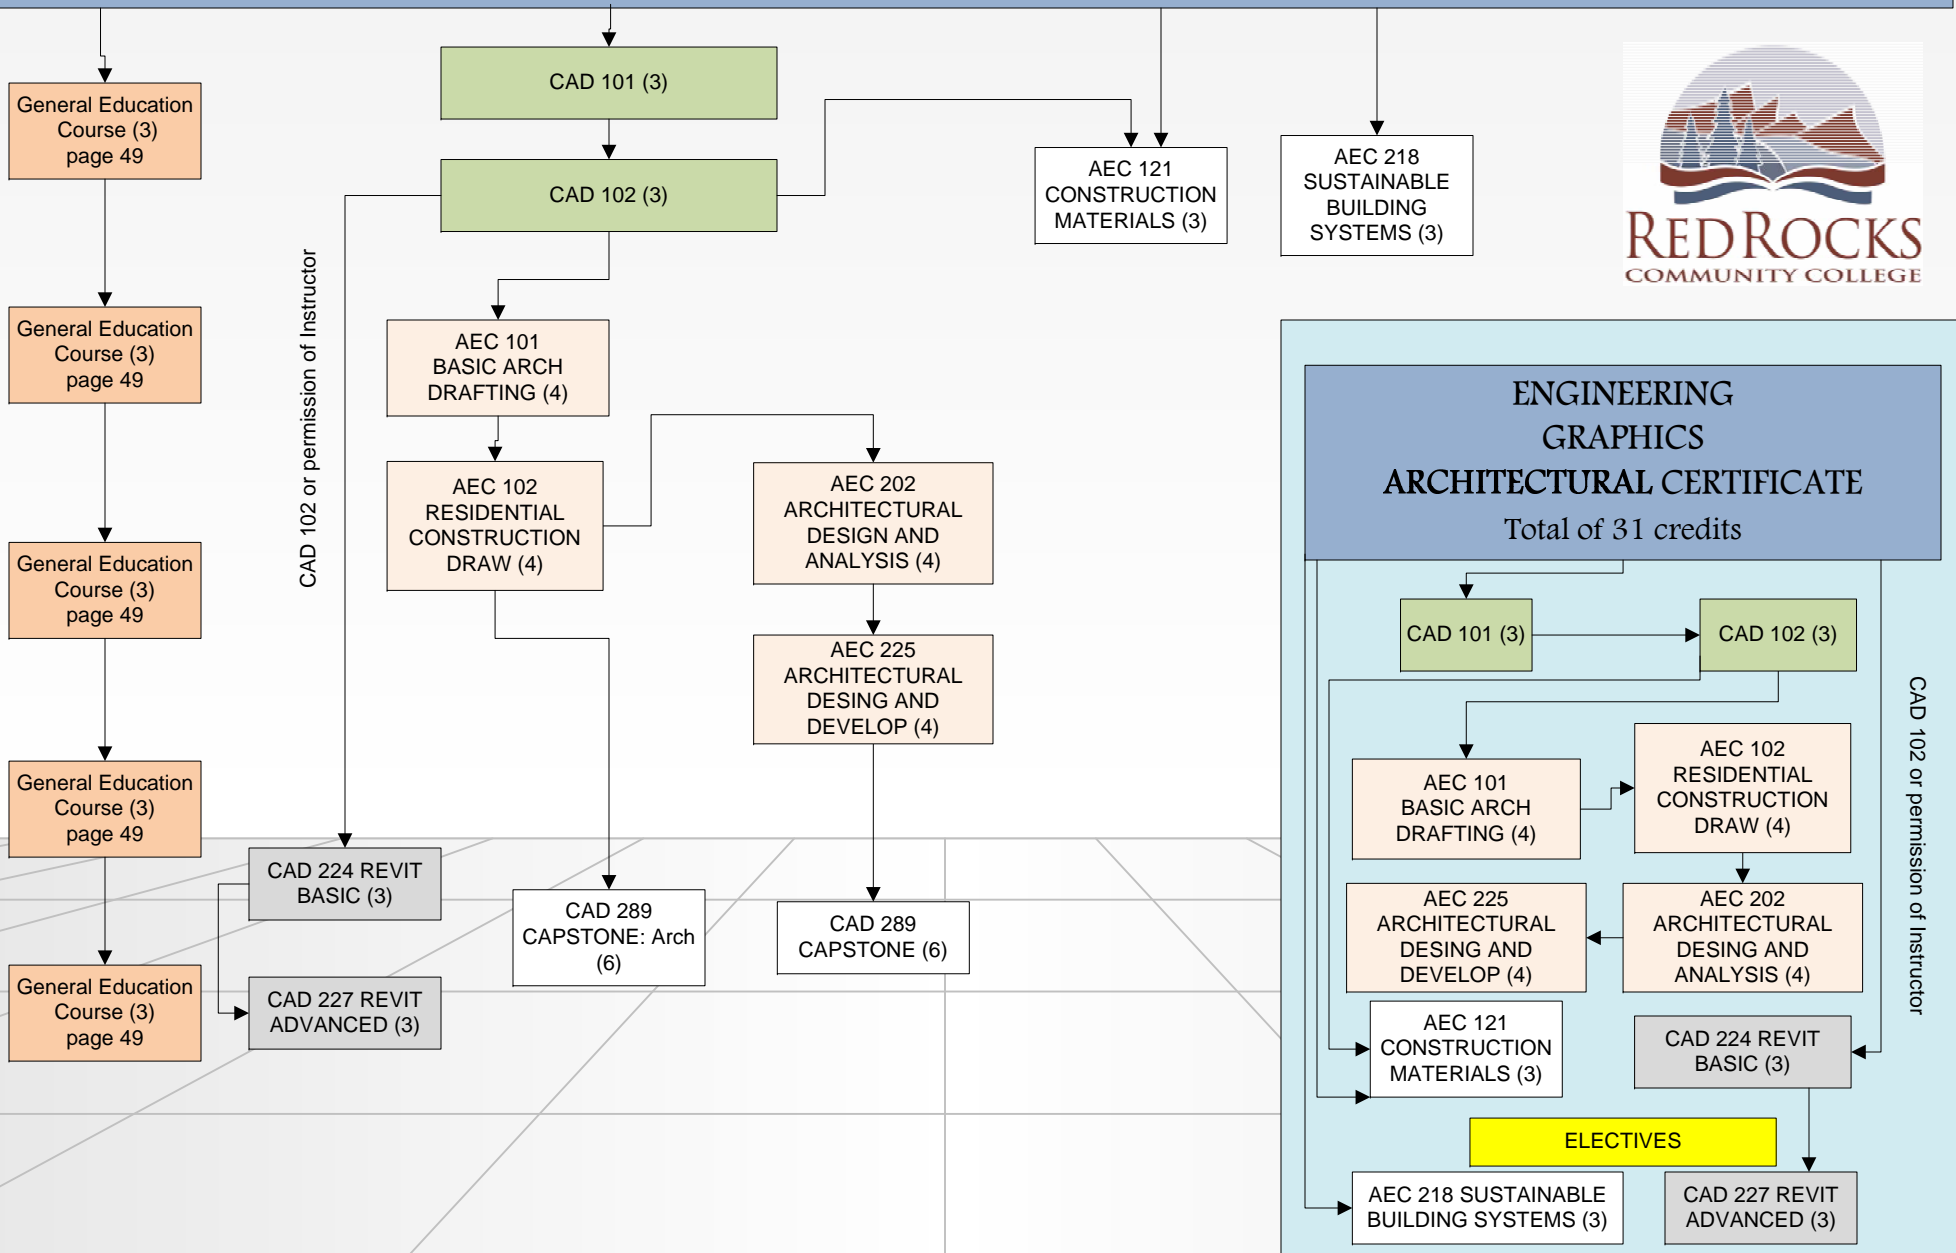 General Education
Course (3)
page 49
General Education
Course (3)
page 49
General Education
Course (3)
page 49
General Education
Course (3)
page 49
General Education
Course (3)
page 49
CAD 101 (3)
CAD 102 (3)
CAD 102 or permission of Instructor
AEC 101
BASIC ARCH
DRAFTING (4)
AEC 102
RESIDENTIAL
CONSTRUCTION
DRAW (4)
AEC 202
ARCHITECTURAL
DESIGN AND
ANALYSIS (4)
AEC 225
ARCHITECTURAL
DESING AND
DEVELOP (4)
CAD 224 REVIT
BASIC (3)
CAD 227 REVIT
ADVANCED (3)
CAD 289
CAPSTONE: Arch
(6)
CAD 289
CAPSTONE (6)
AEC 121
CONSTRUCTION
MATERIALS (3)
AEC 218
SUSTAINABLE
BUILDING
SYSTEMS (3)
RED ROCKS
COMMUNITY COLLEGE
ENGINEERING
GRAPHICS
ARCHITECTURAL CERTIFICATE
Total of 31 credits
CAD 101 (3)
CAD 102 (3)
CAD 102 or permission of Instructor
AEC 101
BASIC ARCH
DRAFTING (4)
AEC 102
RESIDENTIAL
CONSTRUCTION
DRAW (4)
AEC 225
ARCHITECTURAL
DESING AND
DEVELOP (4)
AEC 202
ARCHITECTURAL
DESING AND
ANALYSIS (4)
AEC 121
CONSTRUCTION
MATERIALS (3)
CAD 224 REVIT
BASIC (3)
ELECTIVES
AEC 218 SUSTAINABLE
BUILDING SYSTEMS (3)
CAD 227 REVIT
ADVANCED (3)